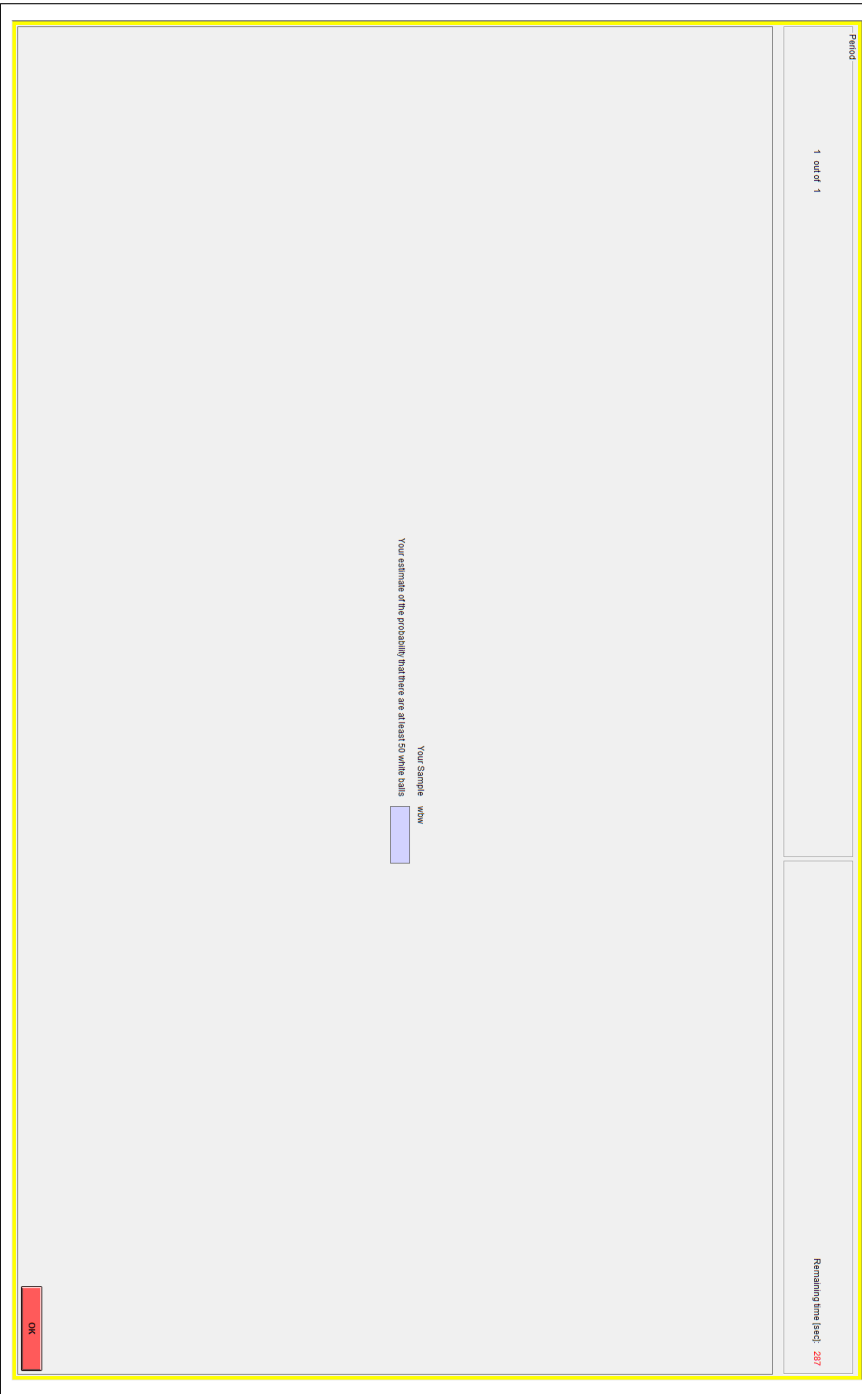 Period
1 out of 1
Remaining time [sec]: 287
Your Sample wbw
Your estimate of the probability that there are at least 50 white balls
OK